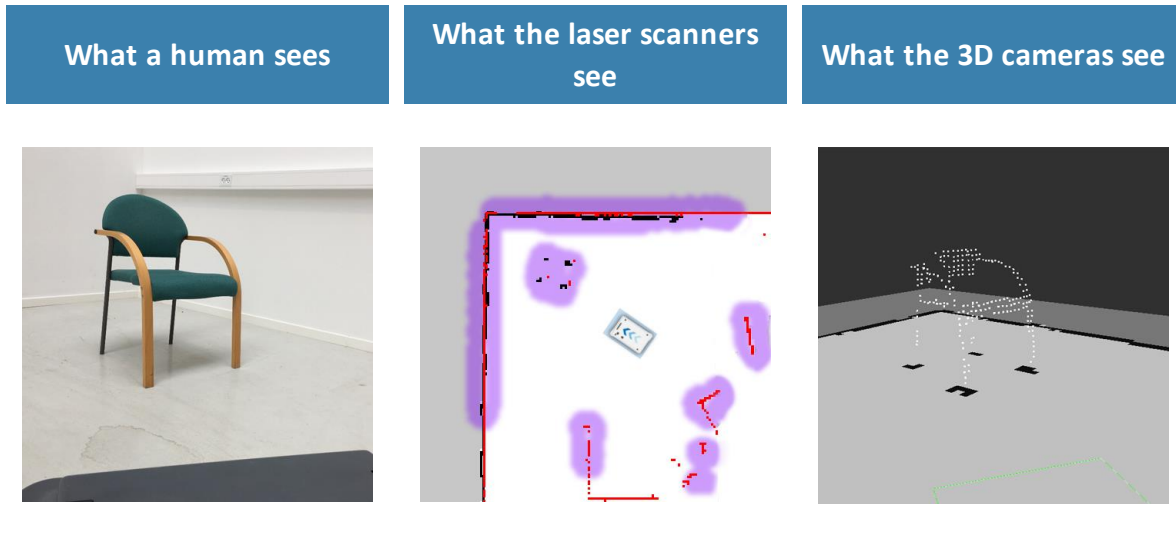 What a human sees
What the laser scanners
see
What the 3D cameras see